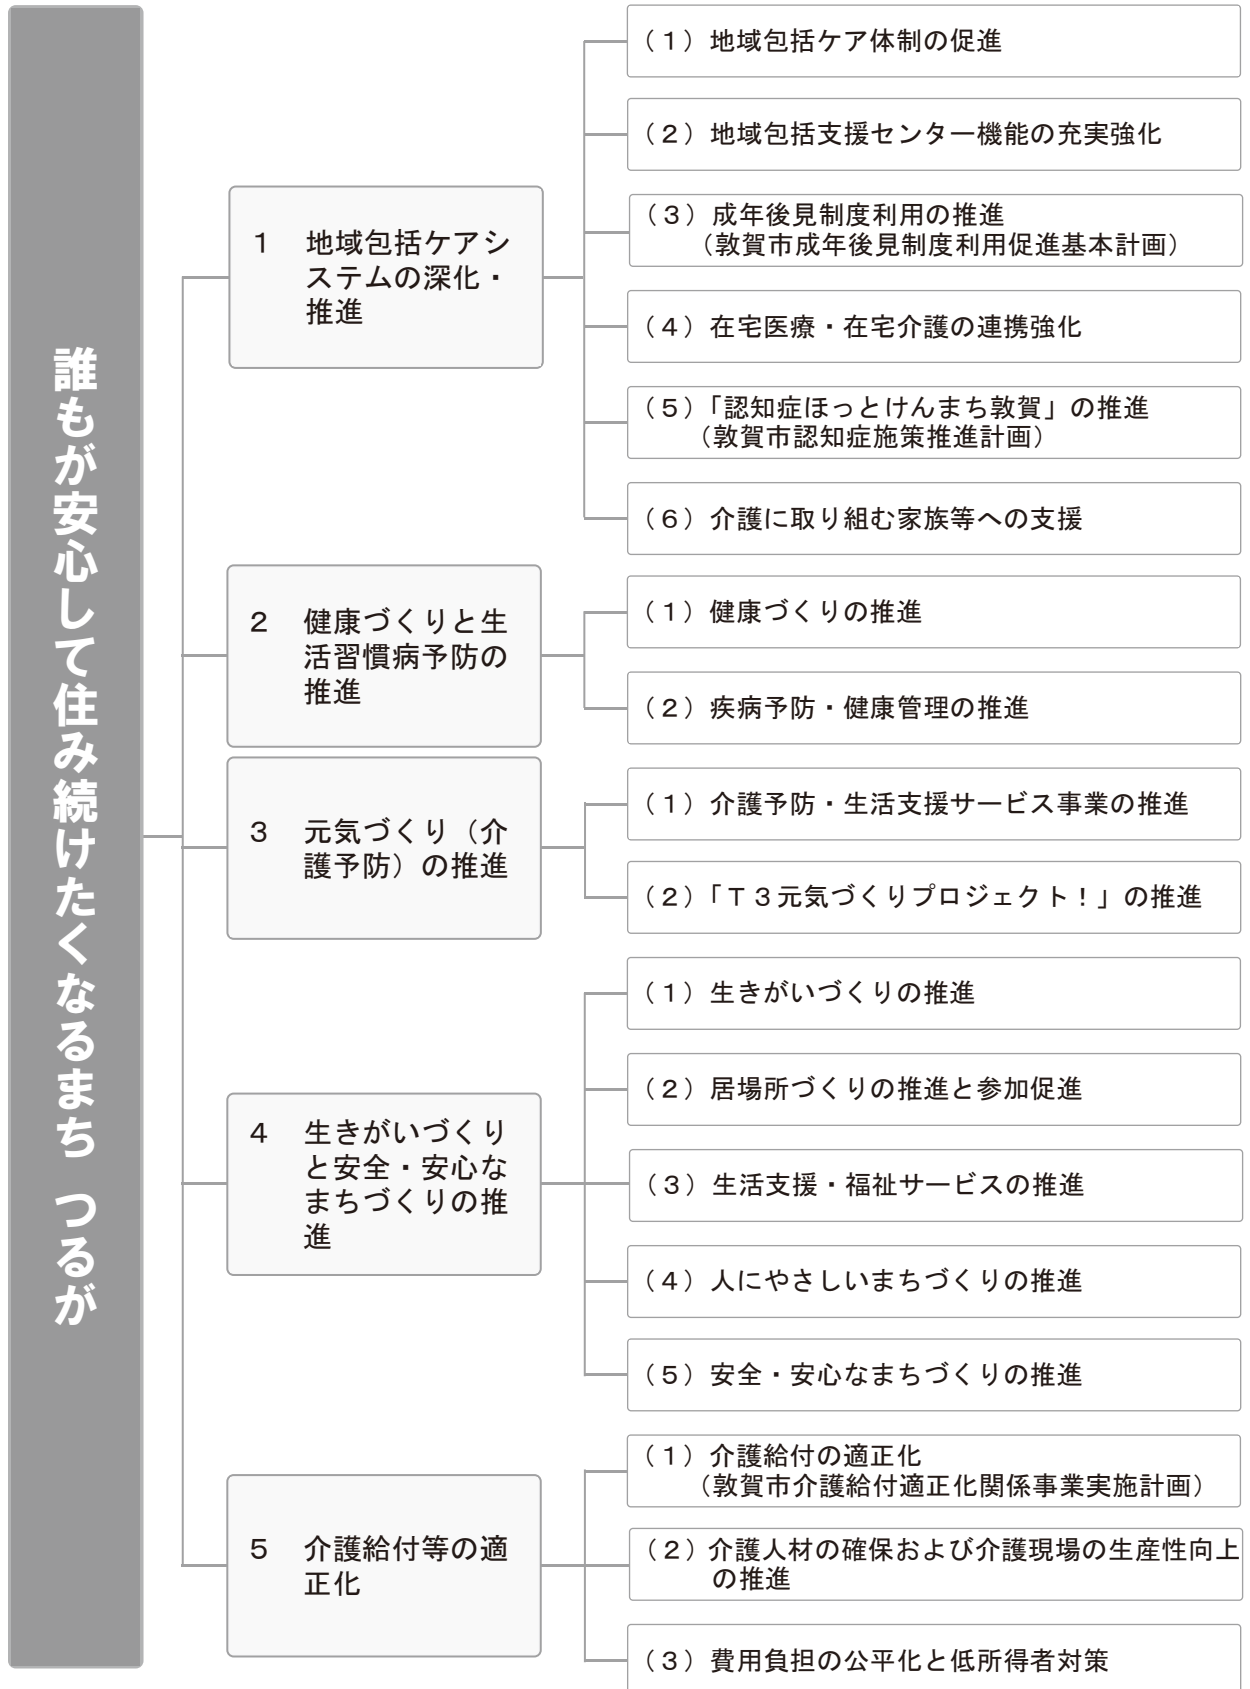 誰もが安心して住み続けたくなるまち つるが
1 地域包括ケアシ
ステムの深化・
推進
(1)地域包括ケア体制の促進
(2)地域包括支援センター機能の充実強化
(3)成年後見制度利用の推進
(敦賀市成年後見制度利用促進基本計画)
(4)在宅医療・在宅介護の連携強化
(5)「認知症ほっとけんまち敦賀」の推進
(敦賀市認知症施策推進計画)
(6)介護に取り組む家族等への支援
2 健康づくりと生
活習慣病予防の
推進
(1)健康づくりの推進
(2)疾病予防・健康管理の推進
3 元気づくり(介
護予防)の推進
(1)介護予防・生活支援サービス事業の推進
(2)「T3元気づくりプロジェクト!」の推進
4 生きがいづくり
と安全・安心な
まちづくりの推
進
(1)生きがいづくりの推進
(2)居場所づくりの推進と参加促進
(3)生活支援・福祉サービスの推進
(4)人にやさしいまちづくりの推進
(5)安全・安心なまちづくりの推進
5 介護給付等の適
正化
(1)介護給付の適正化
(敦賀市介護給付適正化関係事業実施計画)
(2)介護人材の確保および介護現場の生産性向上
の推進
(3)費用負担の公平化と低所得者対策